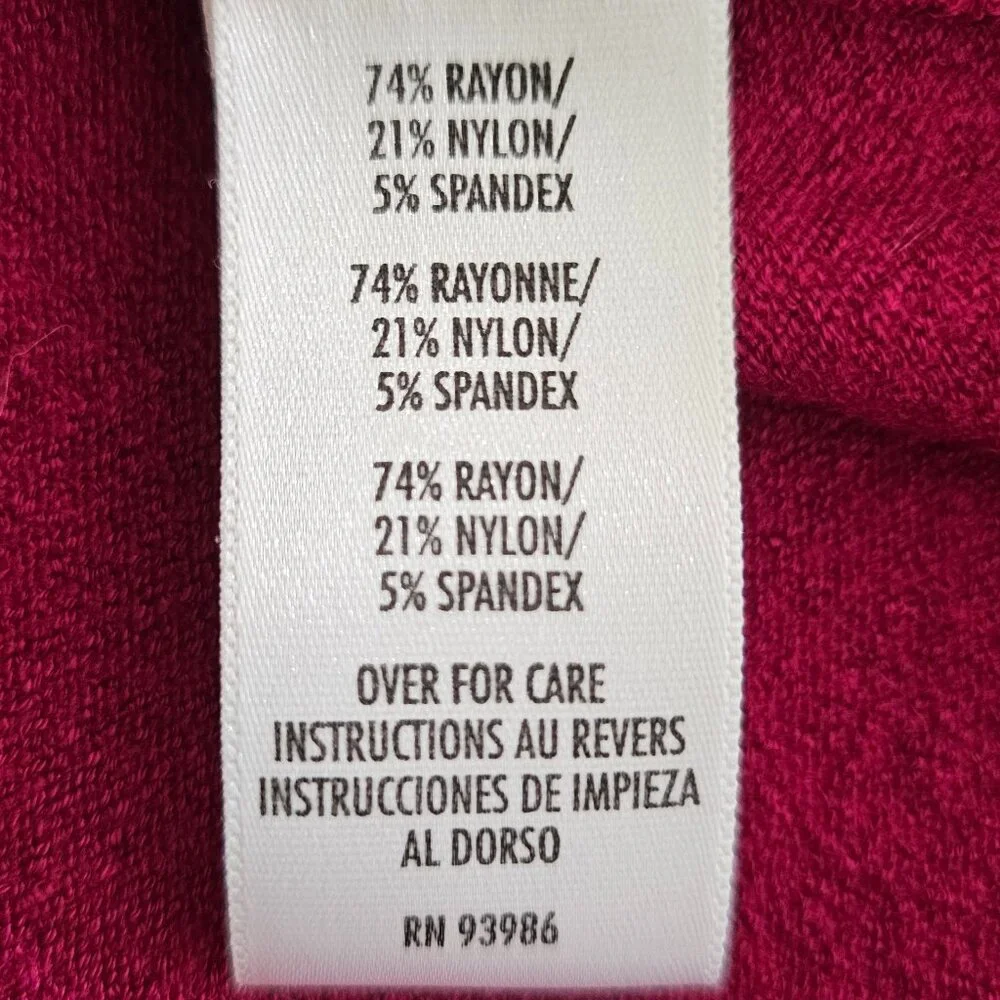 74% RAYON/
21% NYLON/
5% SPANDEX
74% RAYONNE/
21% NYLON/
5% SPANDEX
74% RAYON/
21% NYLON/
5% SPANDEX
OVER FOR CARE
INSTRUCTIONS AU REVERS
INSTRUCCIONES DE IMPIEZA
AL DORSO
RN 93986